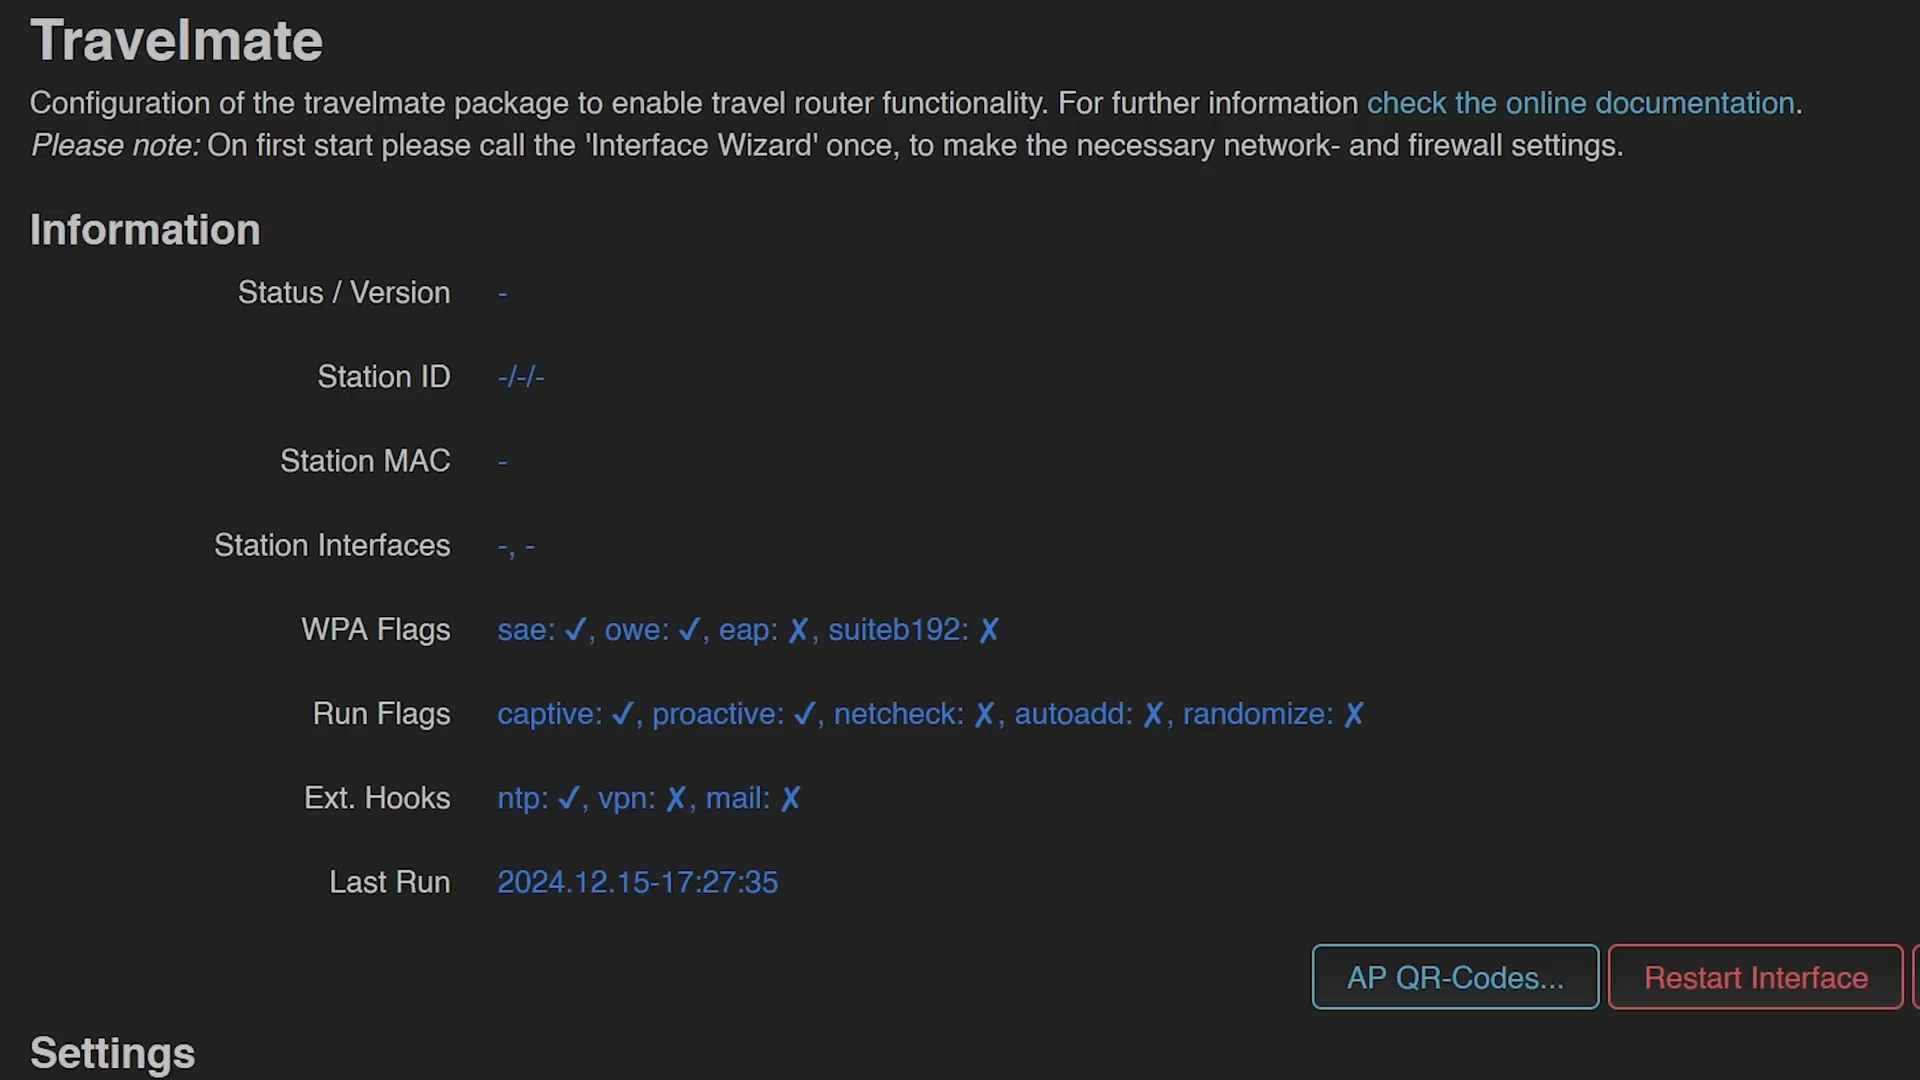 Travelmate
Configuration of the travelmate package to enable travel router functionality. For further information check the online documentation.
Please note: On first start please call the 'Interface Wizard' once, to make the necessary network- and firewall settings.
Information
Status / Version -
Station ID -/-/-
Station MAC -
Station Interfaces -, -
WPA Flags sae: ✓, owe: ✓, eap: ✗, suiteb192: ✗
Run Flags captive: ✓, proactive: ✓, netcheck: ✗, autoadd: ✗, randomize: ✗
Ext. Hooks ntp: ✓, vpn: ✗, mail: ✗
Last Run 2024.12.15-17:27:35
AP QR-Codes... Restart Interface
Settings